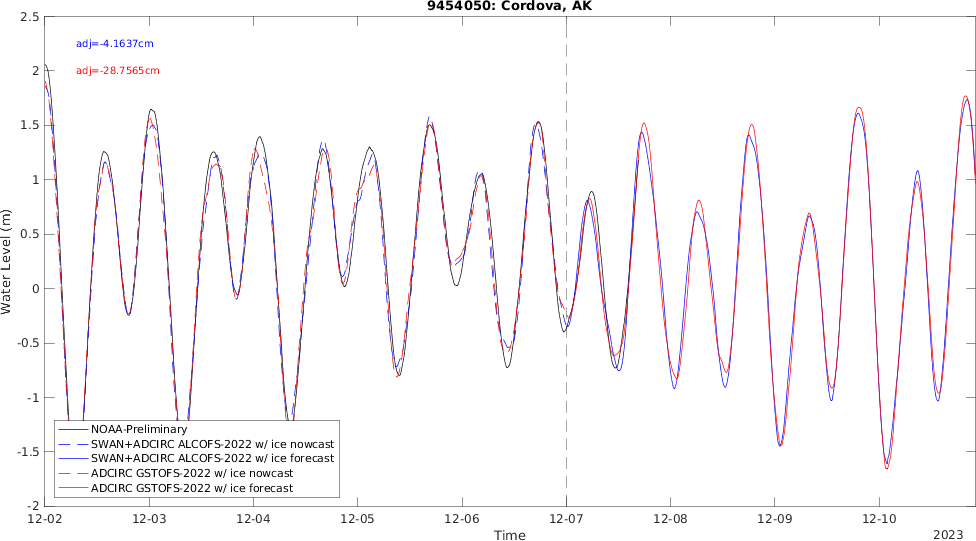 9454050: Cordova, AK
adj=-4.1637cm
adj=-28.7565cm
Water Level (m)
2.5
2
1.5
1
0.5
0
-0.5
-1
-1.5
-2
NOAA-Preliminary
SWAN+ADCIRC ALCOFS-2022 w/ ice nowcast
SWAN+ADCIRC ALCOFS-2022 w/ ice forecast
ADCIRC GSTOFS-2022 w/ ice nowcast
ADCIRC GSTOFS-2022 w/ ice forecast
12-02 12-03 12-04 12-05 12-06 12-07 12-08 12-09 12-10
Time
2023